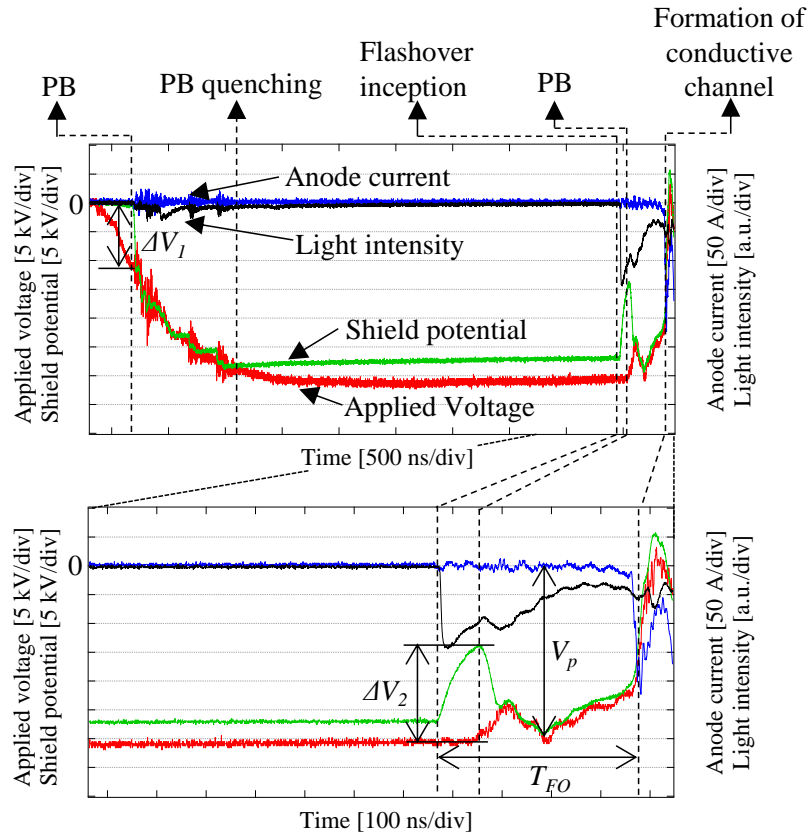 PB
PB quenching
Flashover
inception
PB
Formation of
conductive
channel
Applied voltage [5 kV/div]
Shield potential [5 kV/div]
0
Anode current
ΔV1
Light intensity
Shield potential
Applied Voltage
Anode current [50 A/div]
Light intensity [a.u./div]
Time [500 ns/div]
Applied voltage [5 kV/div]
Shield potential [5 kV/div]
0
ΔV2
Vp
TFO
Anode current [50 A/div]
Light intensity [a.u./div]
Time [100 ns/div]